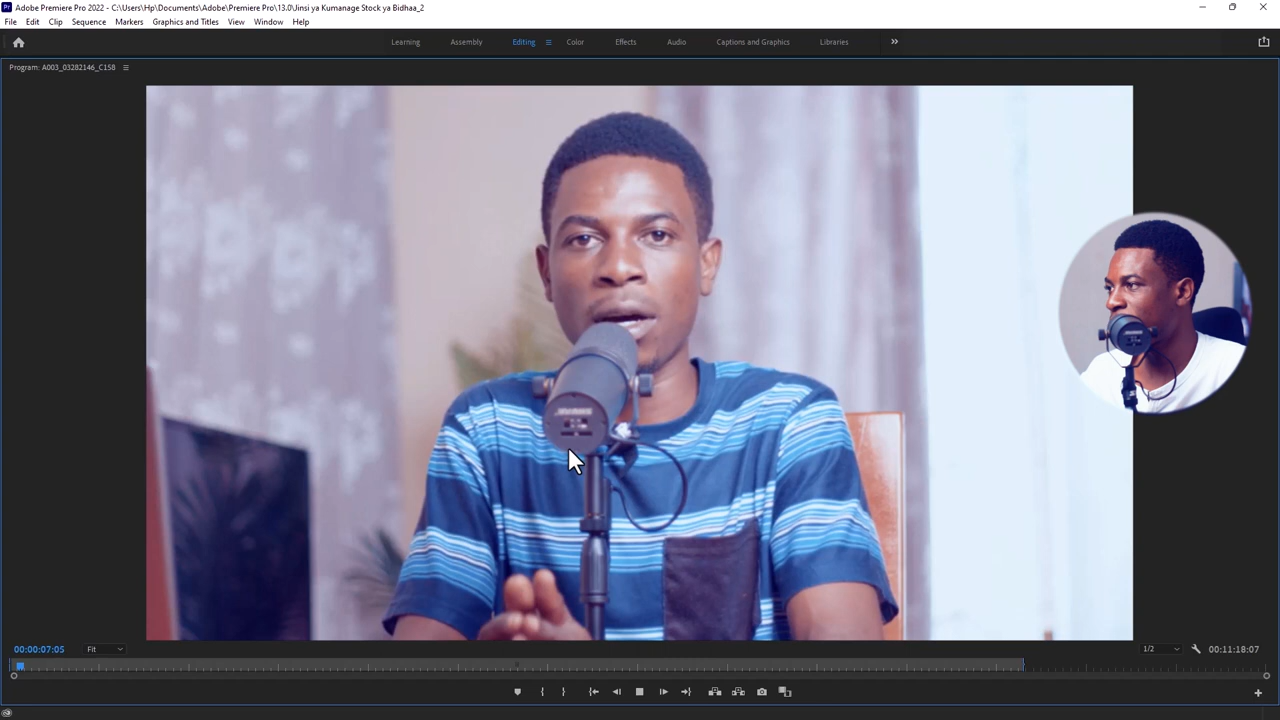 Adobe Premiere Pro 2022 - C:\Users\Hp\Documents\Adobe\Premiere Pro\13.0\Jinsi ya Kumanage Stock ya Bidhaa_2
File Edit Clip Sequence Markers Graphics and Titles View Window Help
Learning Assembly Editing Color Effects Audio Captions and Graphics Libraries
Program: A003_03282146_C158
00:00:07:05 Fit 1/2 00:11:18:07